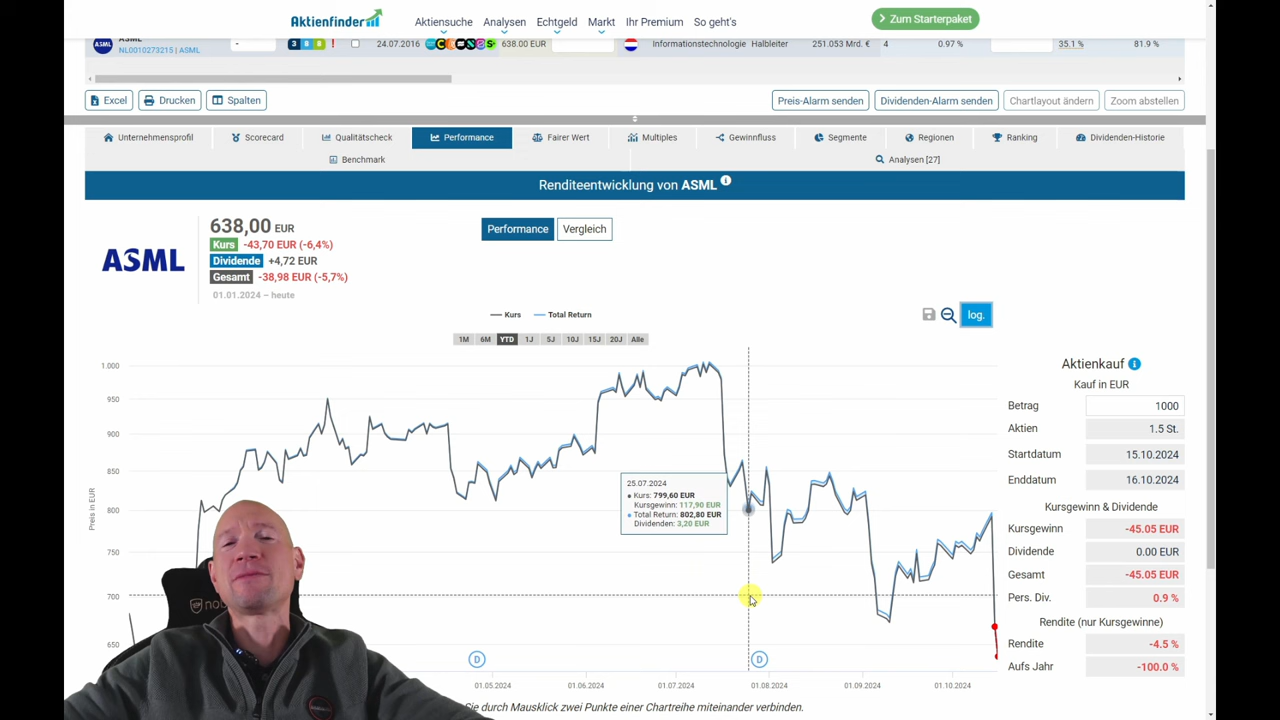 Aktienfinder
Aktiensuche Analysen Echtgeld Markt Ihr Premium So geht's
Zum Starterpaket
ASML
NL0010273215 | ASML
- 3 8 8 ! 24.07.2016 638.00 EUR Informationstechnologie Halbleiter 251.053 Mrd. € 4 0.97 % 35.1 % 81.9 %
Excel Drucken Spalten
Preis-Alarm senden Dividenden-Alarm senden Chartlayout ändern Zoom abstellen
Unternehmensprofil Scorecard Qualitätscheck Performance Fairer Wert Multiples Gewinnfluss Segmente Regionen Ranking Dividenden-Historie
Benchmark Analysen [27]
Renditeentwicklung von ASML
ASML
638,00 EUR
Kurs -43,70 EUR (-6,4%)
Dividende +4,72 EUR
Gesamt -38,98 EUR (-5,7%)
01.01.2024 – heute
Performance Vergleich
Kurs Total Return
log.
1M 6M YTD 1J 5J 10J 15J 20J Alle
Preis in EUR
1.000
950
900
850
800
750
700
650
25.07.2024
Kurs: 799,60 EUR
Kursgewinn: 117,90 EUR
Total Return: 802,80 EUR
Dividenden: 3,20 EUR
D D
01.05.2024 01.06.2024 01.07.2024 01.08.2024 01.09.2024 01.10.2024
Sie durch Mausklick zwei Punkte einer Chartreihe miteinander verbinden.
Aktienkauf
Kauf in EUR
Betrag 1000
Aktien 1.5 St.
Startdatum 15.10.2024
Enddatum 16.10.2024
Kursgewinn & Dividende
Kursgewinn -45.05 EUR
Dividende 0.00 EUR
Gesamt -45.05 EUR
Pers. Div. 0.9 %
Rendite (nur Kursgewinne)
Rendite -4.5 %
Aufs Jahr -100.0 %